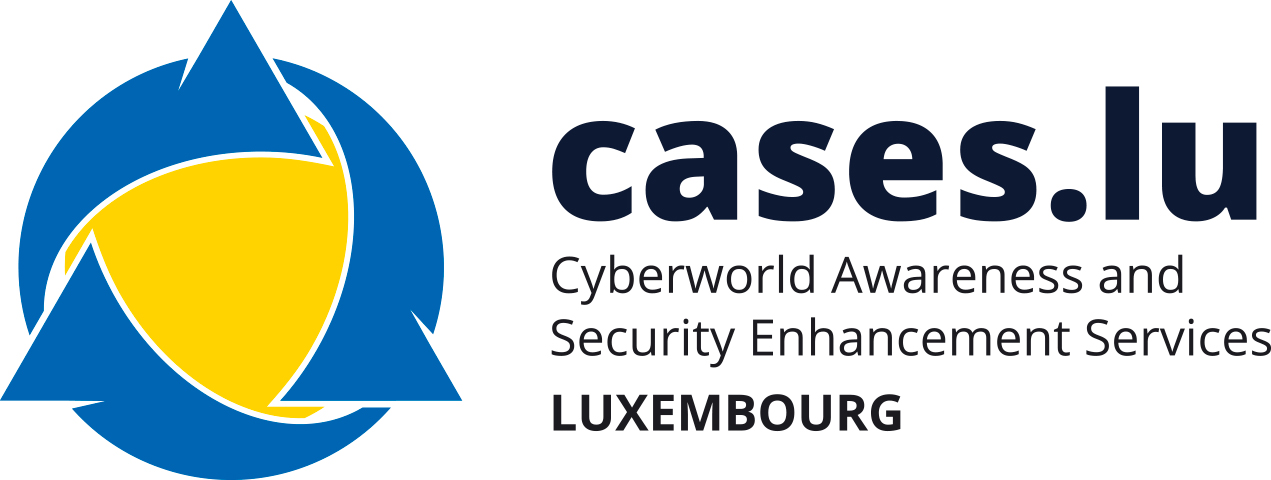 cases.lu
Cyberworld Awareness and
Security Enhancement Services
LUXEMBOURG